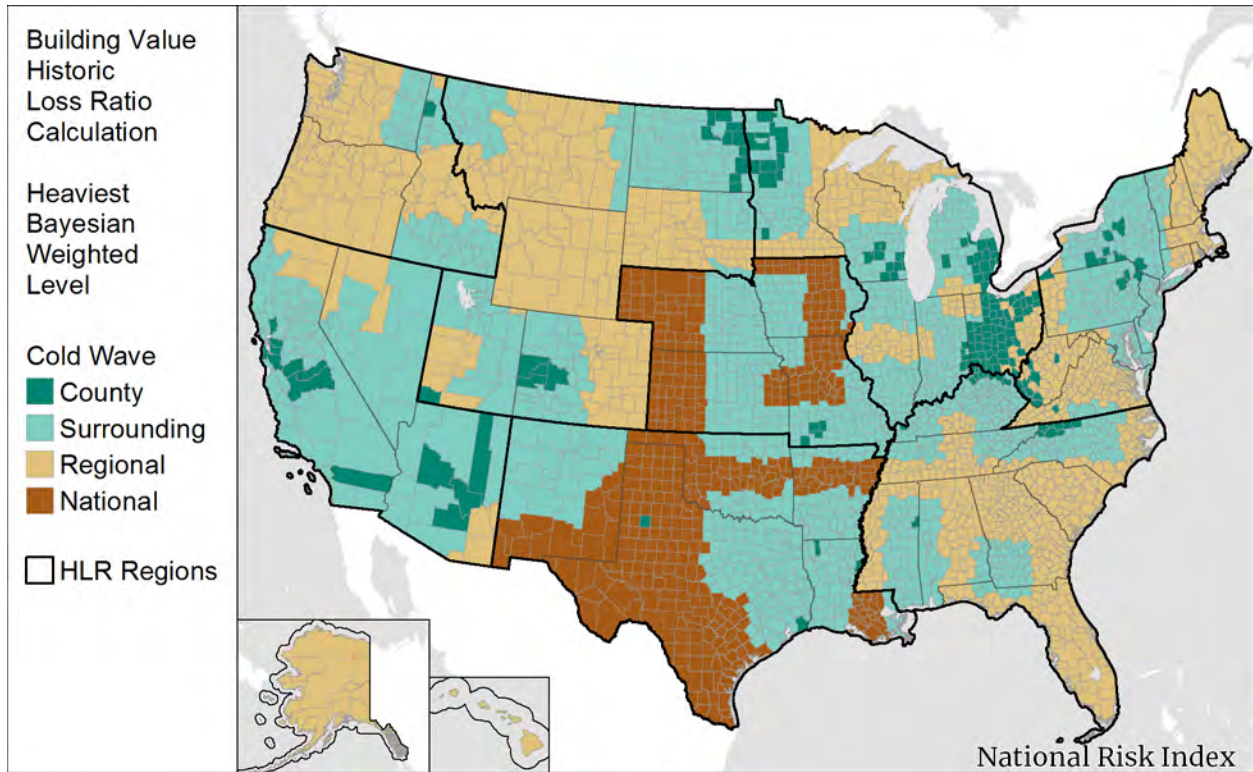 Building Value
Historic
Loss Ratio
Calculation
Heaviest
Bayesian
Weighted
Level
Cold Wave
County
Surrounding
Regional
National
HLR Regions
National Risk Index